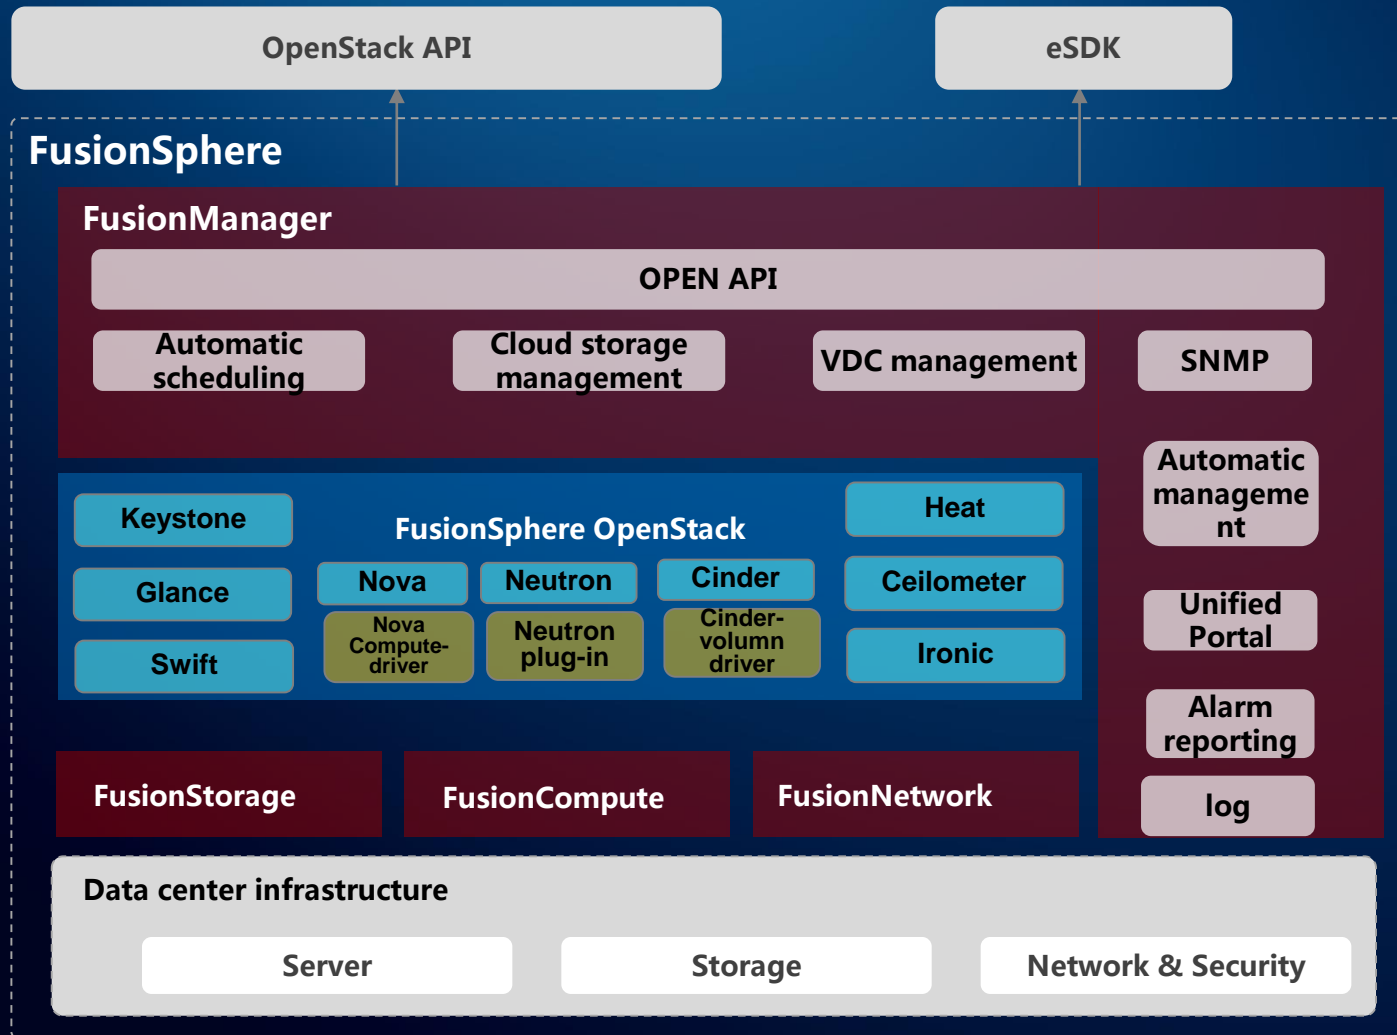 OpenStack API
eSDK
FusionSphere
FusionManager
OPEN API
Automatic
scheduling
Cloud storage
management
VDC management
SNMP
Automatic
manageme
nt
Unified
Portal
Alarm
reporting
log
FusionSphere OpenStack
Keystone
Glance
Swift
Nova
Neutron
Cinder
Nova
Compute-
driver
Neutron
plug-in
Cinder-
volumn
driver
Heat
Ceilometer
Ironic
FusionStorage
FusionCompute
FusionNetwork
Data center infrastructure
Server
Storage
Network & Security